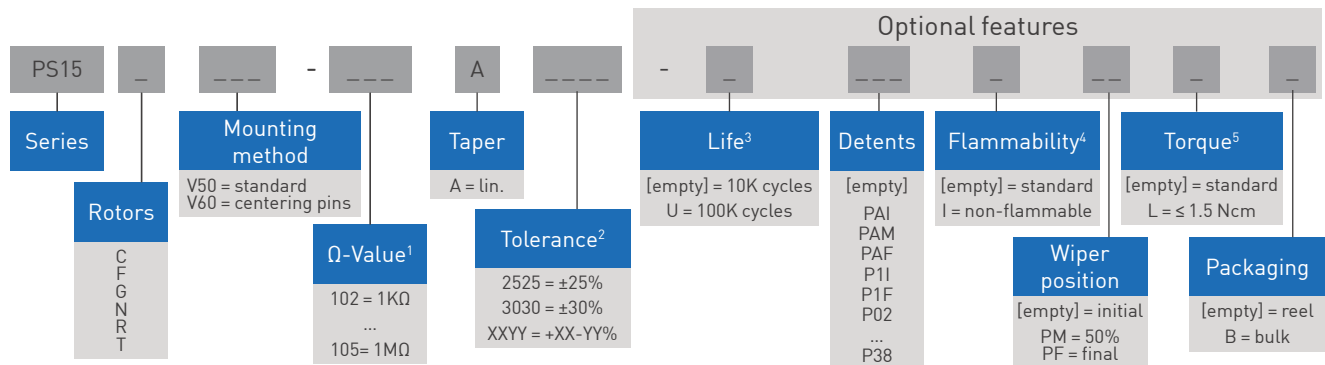 Optional features
PS15 _ _ _ _ - _ _ _ A _ _ _ _ - _ _ _ _ _ _ _ _ _
Series
Rotors
C
F
G
N
R
T
Mounting
method
V50 = standard
V60 = centering pins
Ω-Value¹
102 = 1KΩ
...
105= 1MΩ
Taper
A = lin.
Tolerance²
2525 = ±25%
3030 = ±30%
XXYY = +XX-YY%
Life³
[empty] = 10K cycles
U = 100K cycles
Detents
[empty]
PAI
PAM
PAF
P1I
P1F
P02
...
P38
Flammability⁴
[empty] = standard
I = non-flammable
Wiper
position
[empty] = initial
PM = 50%
PF = final
Torque⁵
[empty] = standard
L = ≤ 1.5 Ncm
Packaging
[empty] = reel
B = bulk